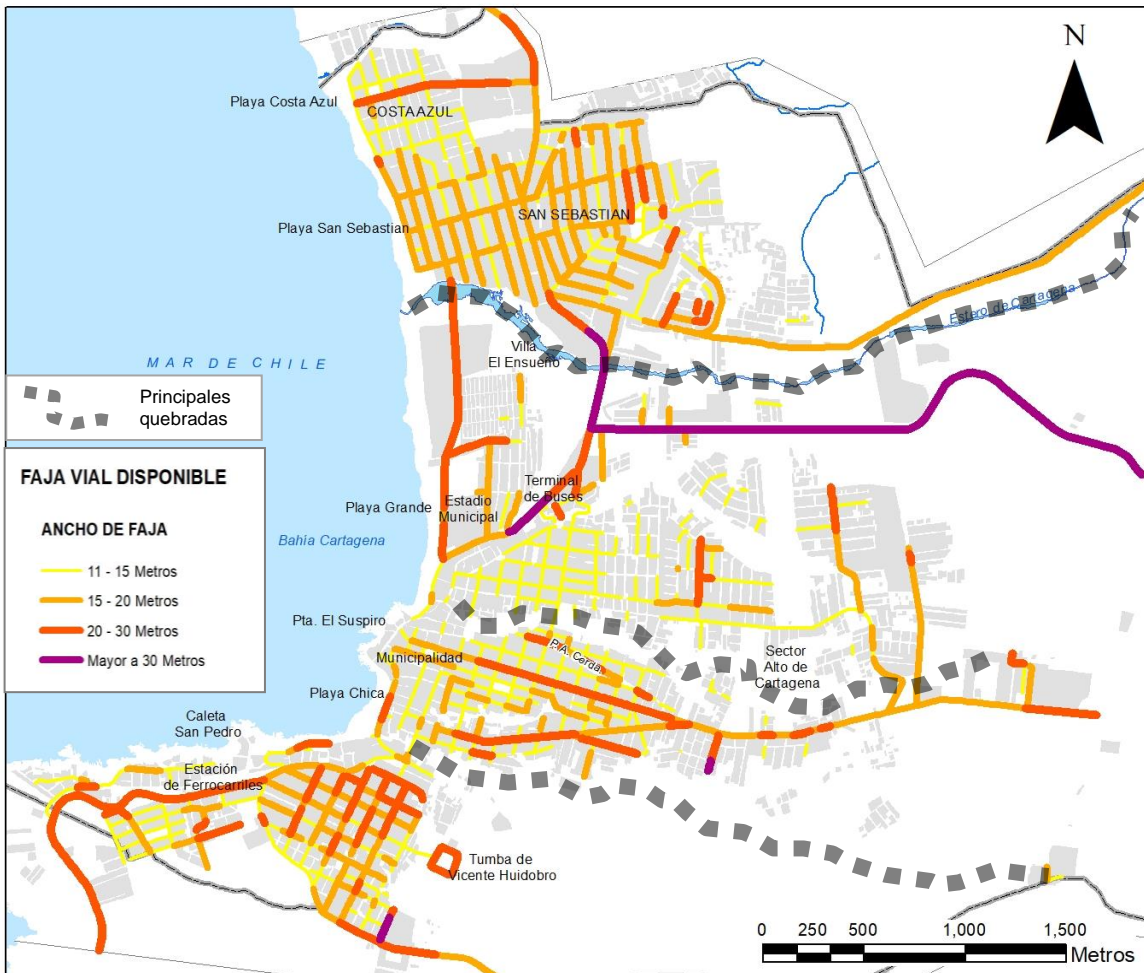 N
Playa Costa Azul
COSTA AZUL
SAN SEBASTIAN
Playa San Sebastian
Estero de Cartagena
Villa
El Ensueño
MAR DE CHILE
Principales
quebradas
FAJA VIAL DISPONIBLE
ANCHO DE FAJA
11 - 15 Metros
15 - 20 Metros
20 - 30 Metros
Mayor a 30 Metros
Terminal
de Buses
Playa Grande
Estadio
Municipal
Bahía Cartagena
Pta. El Suspiro
Municipalidad
P. A. Cerda
Sector
Alto de
Cartagena
Playa Chica
Caleta
San Pedro
Estación
de Ferrocarriles
Tumba de
Vicente Huidobro
0 250 500 1,000 1,500
Metros